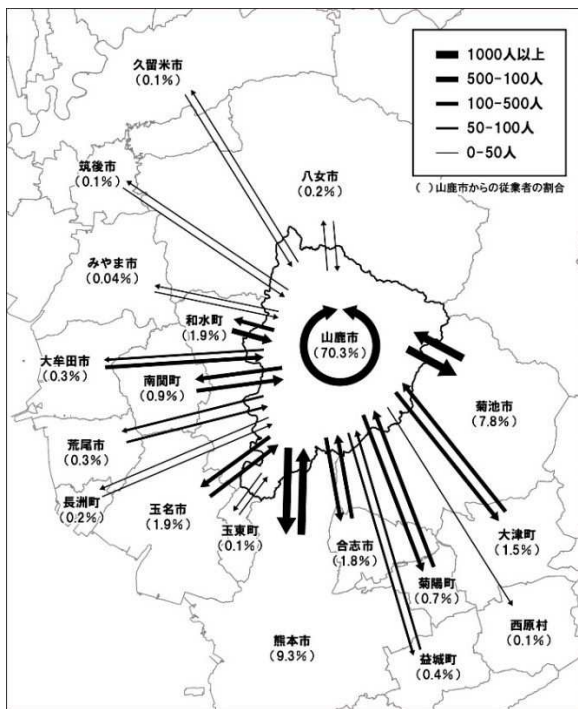 1000人以上
500-100人
100-500人
50-100人
0-50人
( )山鹿市からの従業者の割合
久留米市
(0.1%)
筑後市
(0.1%)
八女市
(0.2%)
みやま市
(0.04%)
和水町
(1.9%)
山鹿市
(70.3%)
大牟田市
(0.3%)
南関町
(0.9%)
菊池市
(7.8%)
荒尾市
(0.3%)
長洲町
(0.2%)
玉名市
(1.9%)
玉東町
(0.1%)
合志市
(1.8%)
大津町
(1.5%)
菊陽町
(0.7%)
西原村
(0.1%)
熊本市
(9.3%)
益城町
(0.4%)